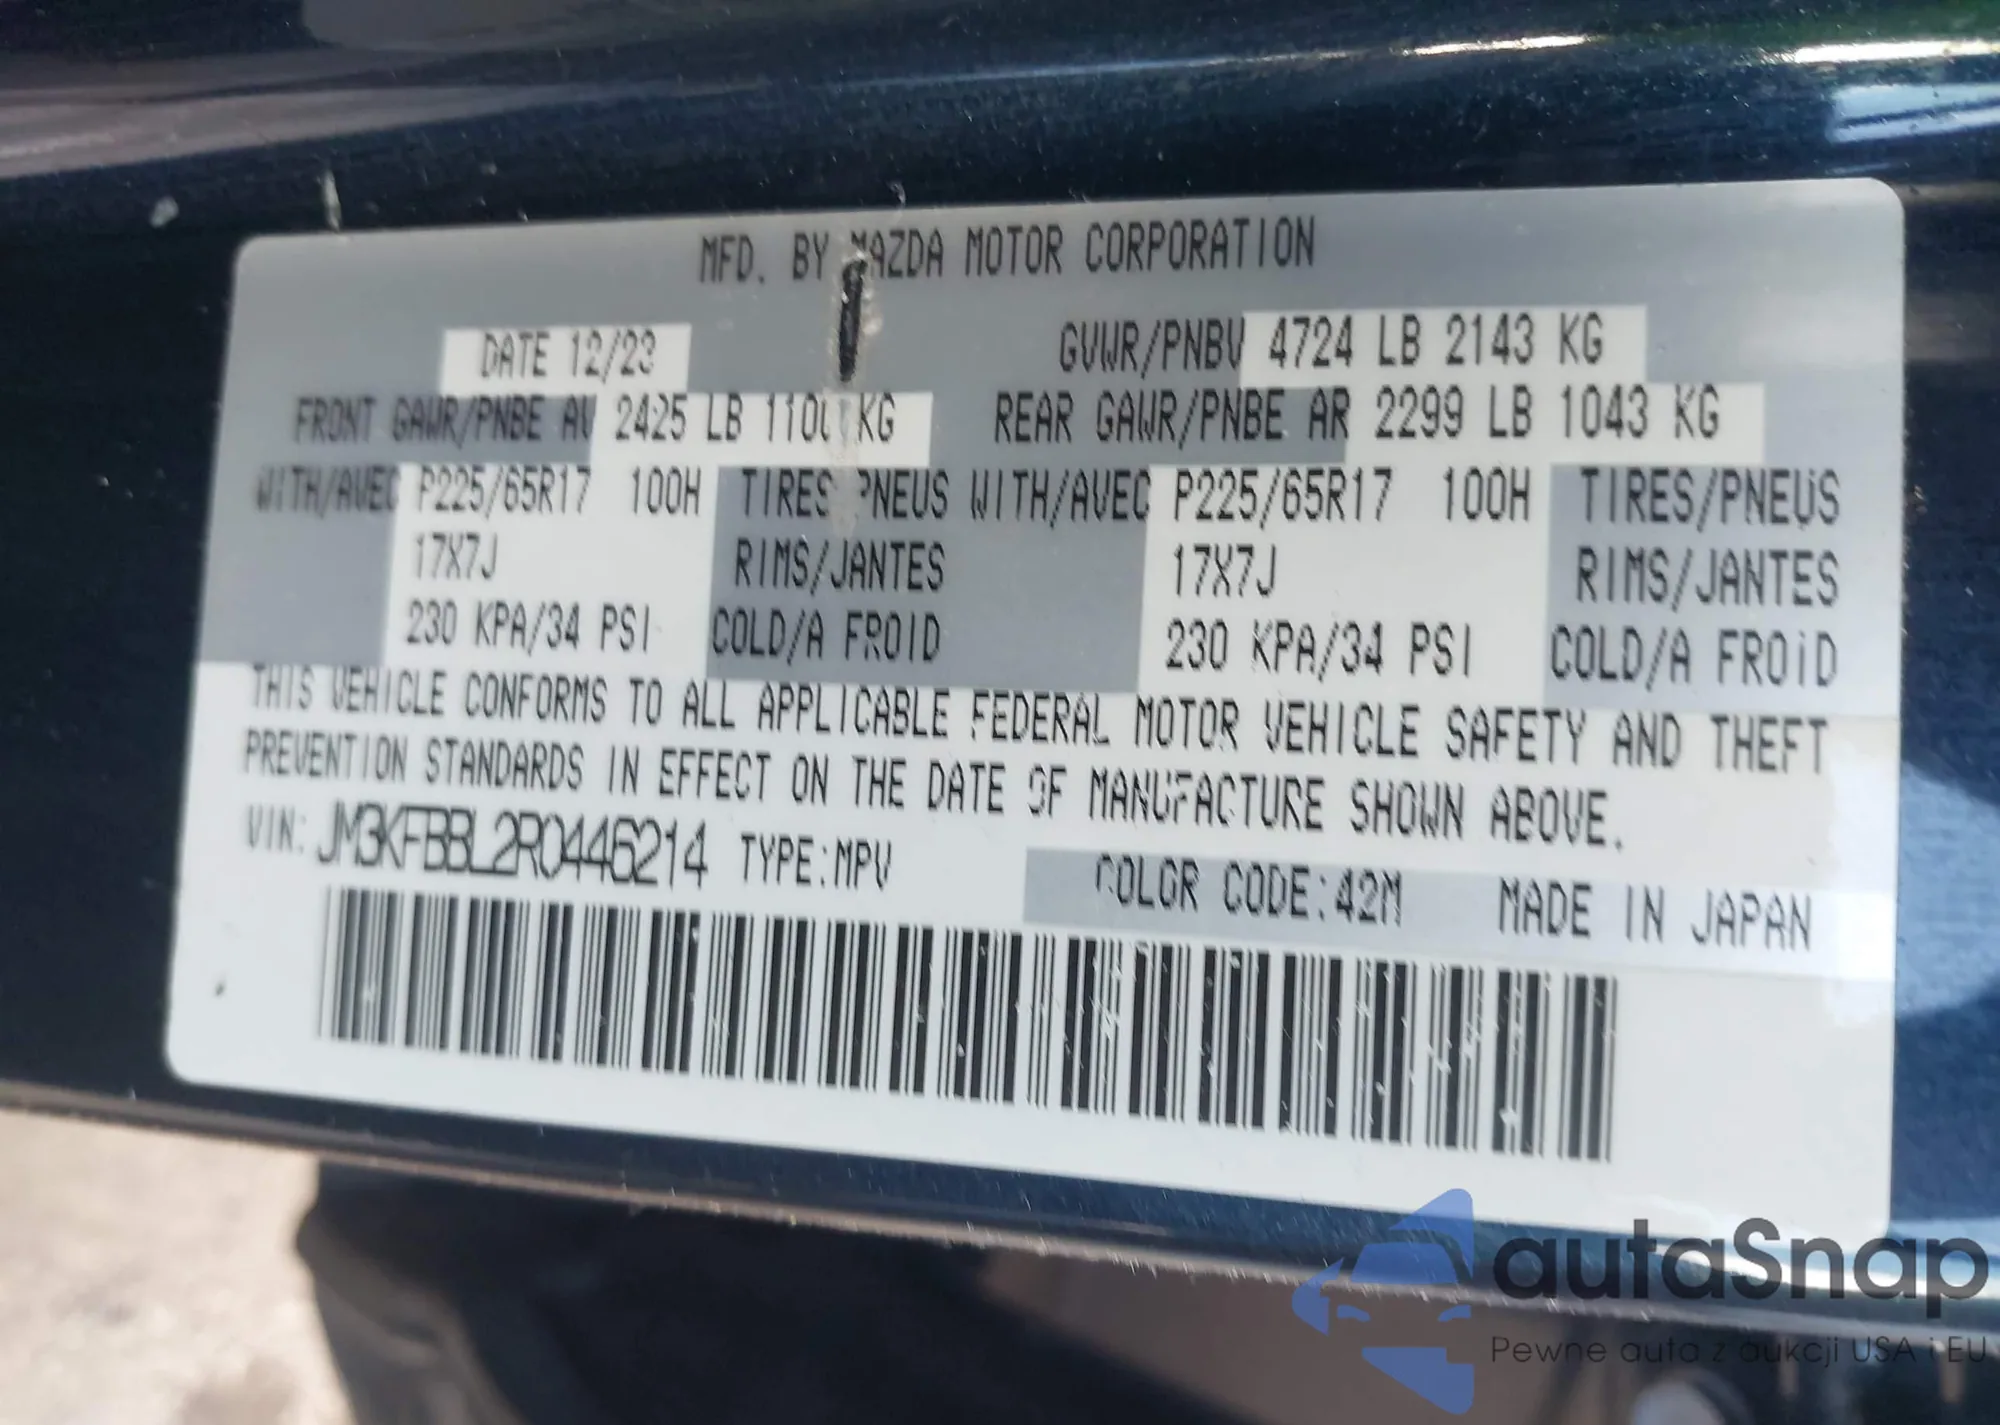 MFD. BY MAZDA MOTOR CORPORATION
DATE 12/23 GVWR/PNBV 4724 LB 2143 KG
FRONT GAWR/PNBE AV 2425 LB 1100 KG REAR GAWR/PNBE AR 2299 LB 1043 KG
WITH/AVEC P225/65R17 100H TIRES/PNEUS WITH/AVEC P225/65R17 100H TIRES/PNEUS
17X7J RIMS/JANTES 17X7J RIMS/JANTES
230 KPA/34 PSI COLD/A FROID 230 KPA/34 PSI COLD/A FROID
THIS VEHICLE CONFORMS TO ALL APPLICABLE FEDERAL MOTOR VEHICLE SAFETY AND THEFT
PREVENTION STANDARDS IN EFFECT ON THE DATE OF MANUFACTURE SHOWN ABOVE.
VIN: JM3KFBBL2R0446214 TYPE:MPV COLOR CODE:42M MADE IN JAPAN
autaSnap
Pewne auta z aukcji USA i EU